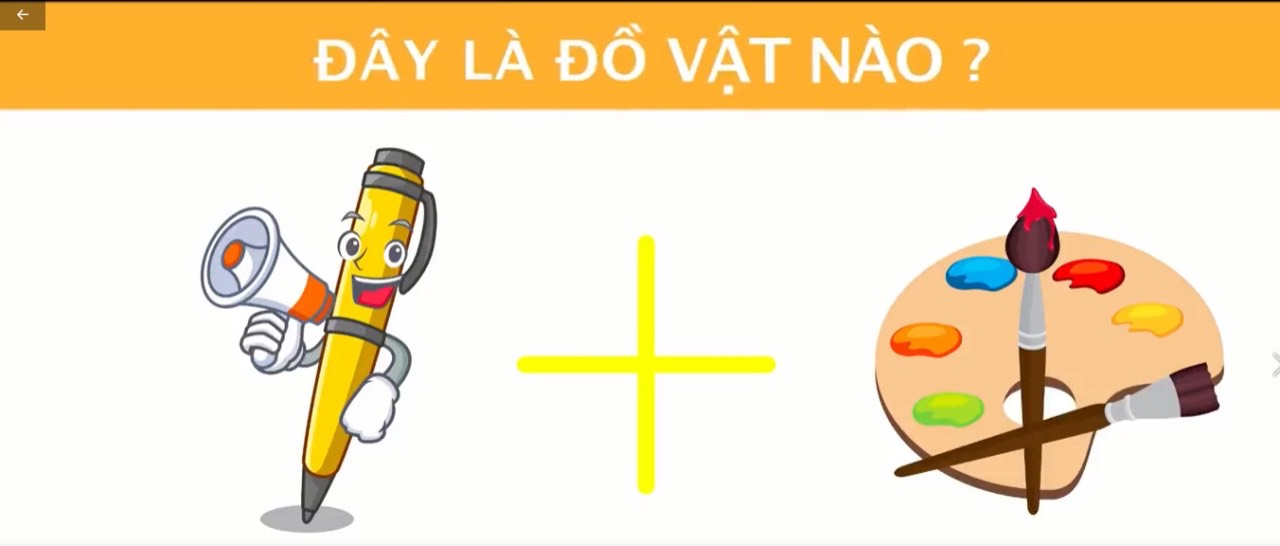 ĐÂY LÀ ĐỒ VẬT NÀO ?